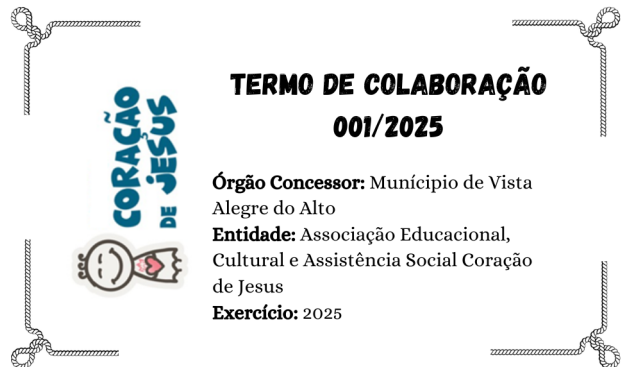 CORAÇÃO
DE JESUS
TERMO DE COLABORAÇÃO
001/2025
Órgão Concessor: Munícipio de Vista
Alegre do Alto
Entidade: Associação Educacional,
Cultural e Assistência Social Coração
de Jesus
Exercício: 2025